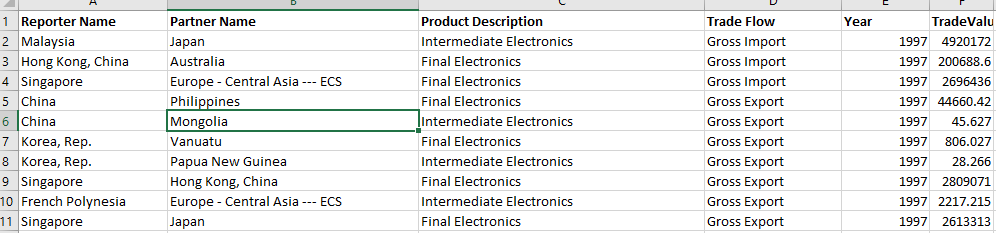 A B C D E F
1 Reporter Name Partner Name Product Description Trade Flow Year TradeValu
2 Malaysia Japan Intermediate Electronics Gross Import 1997 4920172
3 Hong Kong, China Australia Final Electronics Gross Import 1997 200688.6
4 Singapore Europe - Central Asia --- ECS Final Electronics Gross Import 1997 2696436
5 China Philippines Final Electronics Gross Export 1997 44660.42
6 China Mongolia Intermediate Electronics Gross Export 1997 45.627
7 Korea, Rep. Vanuatu Final Electronics Gross Export 1997 806.027
8 Korea, Rep. Papua New Guinea Intermediate Electronics Gross Export 1997 28.266
9 Singapore Hong Kong, China Final Electronics Gross Export 1997 2809071
10 French Polynesia Europe - Central Asia --- ECS Intermediate Electronics Gross Export 1997 2217.215
11 Singapore Japan Final Electronics Gross Export 1997 2613313